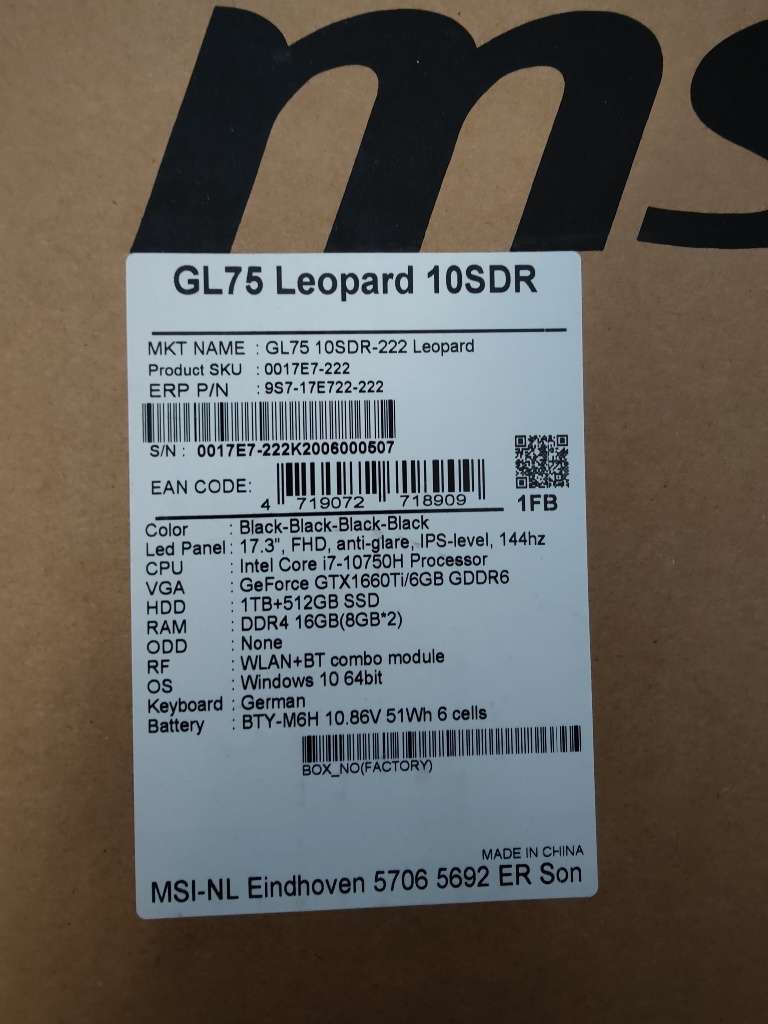 ms
GL75 Leopard 10SDR
MKT NAME : GL75 10SDR-222 Leopard
Product SKU : 0017E7-222
ERP P/N : 9S7-17E722-222
S/N : 0017E7-222K2006000507
EAN CODE:
4 719072 718909
1FB
Color : Black-Black-Black-Black
Led Panel : 17.3", FHD, anti-glare, IPS-level, 144hz
CPU : Intel Core i7-10750H Processor
VGA : GeForce GTX1660Ti/6GB GDDR6
HDD : 1TB+512GB SSD
RAM : DDR4 16GB(8GB*2)
ODD : None
RF : WLAN+BT combo module
OS : Windows 10 64bit
Keyboard : German
Battery : BTY-M6H 10.86V 51Wh 6 cells
BOX_NO(FACTORY)
MADE IN CHINA
MSI-NL Eindhoven 5706 5692 ER Son